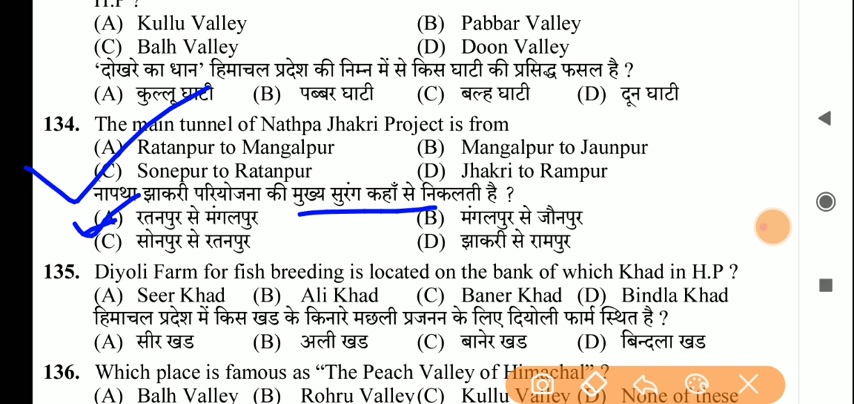 H.P ?
(A) Kullu Valley (B) Pabbar Valley
(C) Balh Valley (D) Doon Valley
‘दोखरे का धान’ हिमाचल प्रदेश की निम्न में से किस घाटी की प्रसिद्ध फसल है ?
(A) कुल्लू घाटी (B) पब्बर घाटी (C) बल्ह घाटी (D) दून घाटी
134. The main tunnel of Nathpa Jhakri Project is from
(A) Ratanpur to Mangalpur (B) Mangalpur to Jaunpur
(C) Sonepur to Ratanpur (D) Jhakri to Rampur
नापथा झाकरी परियोजना की मुख्य सुरंग कहाँ से निकलती है ?
(A) रतनपुर से मंगलपुर (B) मंगलपुर से जौनपुर
(C) सोनपुर से रतनपुर (D) झाकरी से रामपुर
135. Diyoli Farm for fish breeding is located on the bank of which Khad in H.P ?
(A) Seer Khad (B) Ali Khad (C) Baner Khad (D) Bindla Khad
हिमाचल प्रदेश में किस खड के किनारे मछली प्रजनन के लिए दियोली फार्म स्थित है ?
(A) सीर खड (B) अली खड (C) बानेर खड (D) बिन्दला खड
136. Which place is famous as “The Peach Valley of Himachal” ?
(A) Balh Valley (B) Rohru Valley (C) Kullu Valley (D) None of these